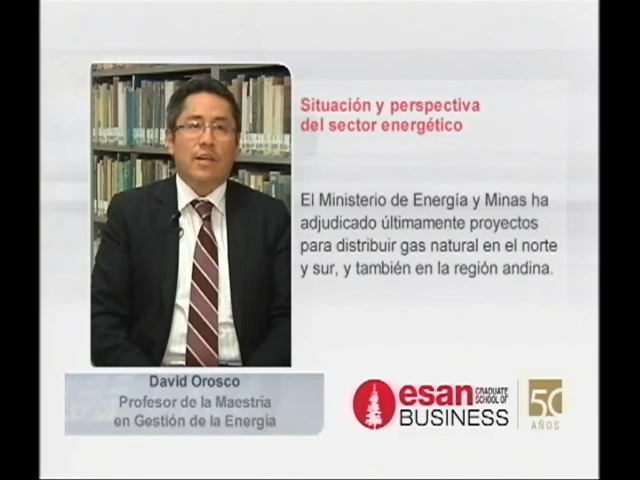 Situación y perspectiva
del sector energético
El Ministerio de Energía y Minas ha
adjudicado últimamente proyectos
para distribuir gas natural en el norte
y sur, y también en la región andina.
David Orosco
Profesor de la Maestría
en Gestión de la Energía
esan
GRADUATE
SCHOOL OF
BUSINESS
50
AÑOS